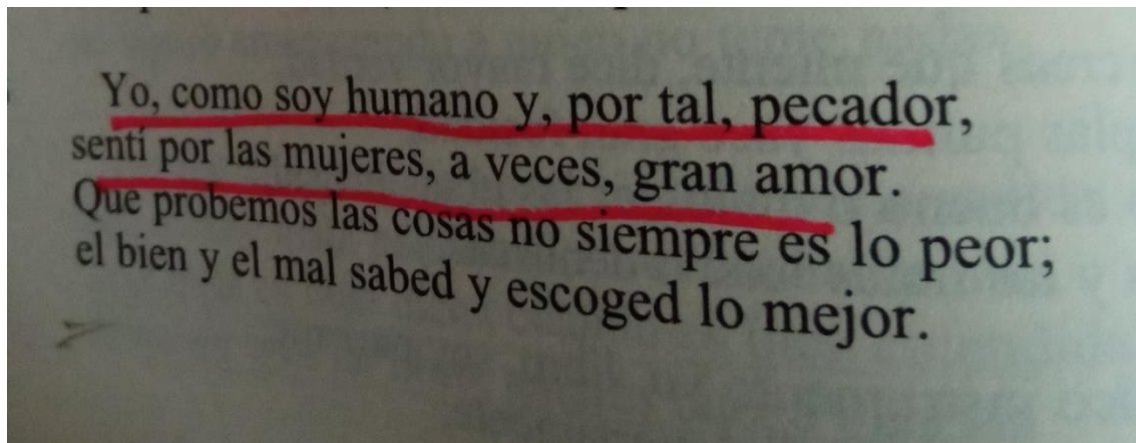 Yo, como soy humano y, por tal, pecador,
sentí por las mujeres, a veces, gran amor.
Que probemos las cosas no siempre es lo peor;
el bien y el mal sabed y escoged lo mejor.